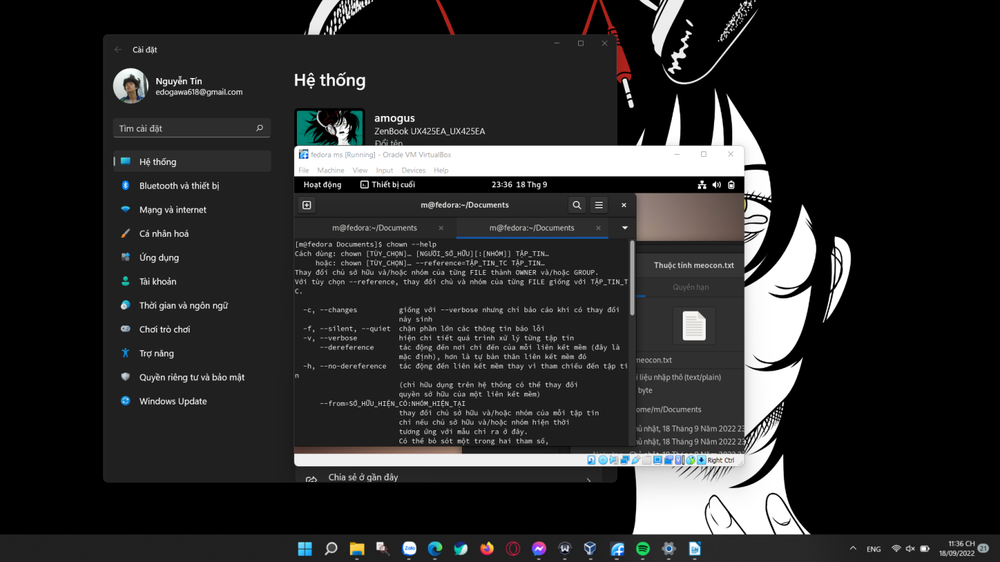 Cài đặt
Nguyễn Tín
edogawa618@gmail.com
Tìm cài đặt
Hệ thống
Bluetooth và thiết bị
Mạng và internet
Cá nhân hoá
Ứng dụng
Tài khoản
Thời gian và ngôn ngữ
Chơi trò chơi
Trợ năng
Quyền riêng tư và bảo mật
Windows Update
Hệ thống
amogus
ZenBook UX425EA_UX425EA
Đổi tên
fedora ms [Running] - Oracle VM VirtualBox
File Machine View Input Devices Help
Hoạt động Thiết bị cuối 23:36 18 Thg 9
m@fedora:~/Documents
m@fedora:~/Documents m@fedora:~/Documents
[m@fedora Documents]$ chown --help
Cách dùng: chown [TÙY_CHỌN]… [NGƯỜI_SỞ_HỮU][:[NHÓM]] TẬP_TIN…
hoặc: chown [TÙY_CHỌN]… --reference=TẬP_TIN_TC TẬP_TIN…
Thay đổi chủ sở hữu và/hoặc nhóm của từng FILE thành OWNER và/hoặc GROUP.
Với tùy chọn --reference, thay đổi chủ và nhóm của từng FILE giống với TẬP_TIN_T
C.
-c, --changes giống với --verbose nhưng chỉ báo cáo khi có thay đổi
nảy sinh
-f, --silent, --quiet chặn phần lớn các thông tin báo lỗi
-v, --verbose hiện chi tiết quá trình xử lý từng tập tin
--dereference tác động đến nơi chỉ đến của mỗi liên kết mềm (đây là
mặc định), hơn là tự bản thân liên kết mềm đó
-h, --no-dereference tác động đến liên kết mềm thay vì tham chiếu đến tập ti
n
(chỉ hữu dụng trên hệ thống có thể thay đổi
quyền sở hữu của một liên kết mềm)
--from=SỞ_HỮU_HIỆN_CÓ:NHÓM_HIỆN_TẠI
thay đổi chủ sở hữu và/hoặc nhóm của mỗi tập tin
chỉ nếu chủ sở hữu và/hoặc nhóm hiện thời
tương ứng với mẫu chỉ ra ở đây.
Có thể bỏ sót một trong hai tham số,
Thuộc tính meocon.txt
Quyền hạn
meocon.txt
i liệu nhập thô (text/plain)
byte
ome/m/Documents
ủ nhật, 18 Tháng 9 Năm 2022 23
ủ nhật, 18 Tháng 9 Năm 2022 23
Chủ nhật, 18 Tháng 9 Năm 2022 23
Right Ctrl
Chia sẻ ở gần đây
Zalo
ENG
11:36 CH
18/09/2022
21